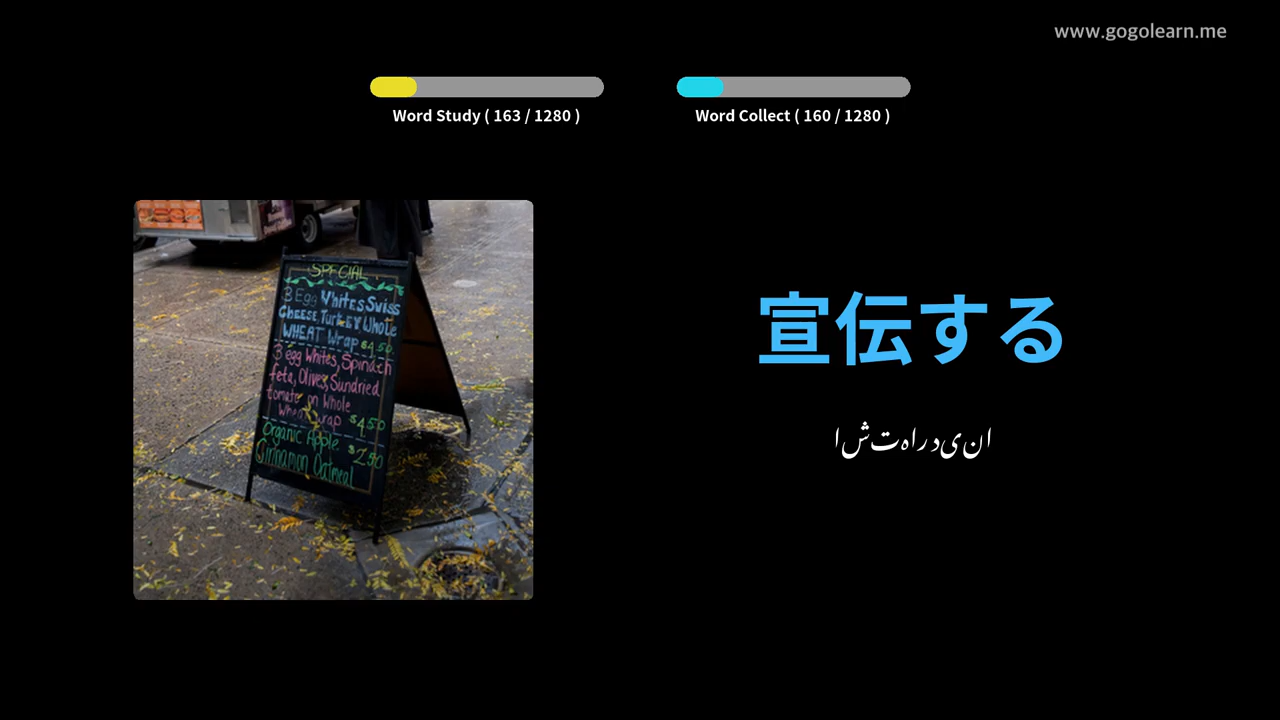 www.gogolearn.me
Word Study ( 163 / 1280 )
Word Collect ( 160 / 1280 )
SPECIAL
3 Egg Whites Swiss
Cheese, Turkey Whole
WHEAT Wrap $4.50
3 egg Whites, Spinach
feta, Olives, Sundried
tomato on Whole
Wheat Wrap $4.50
Organic Apple
Cinnamon Oatmeal $2.50
宣伝する
اشتہار دینا